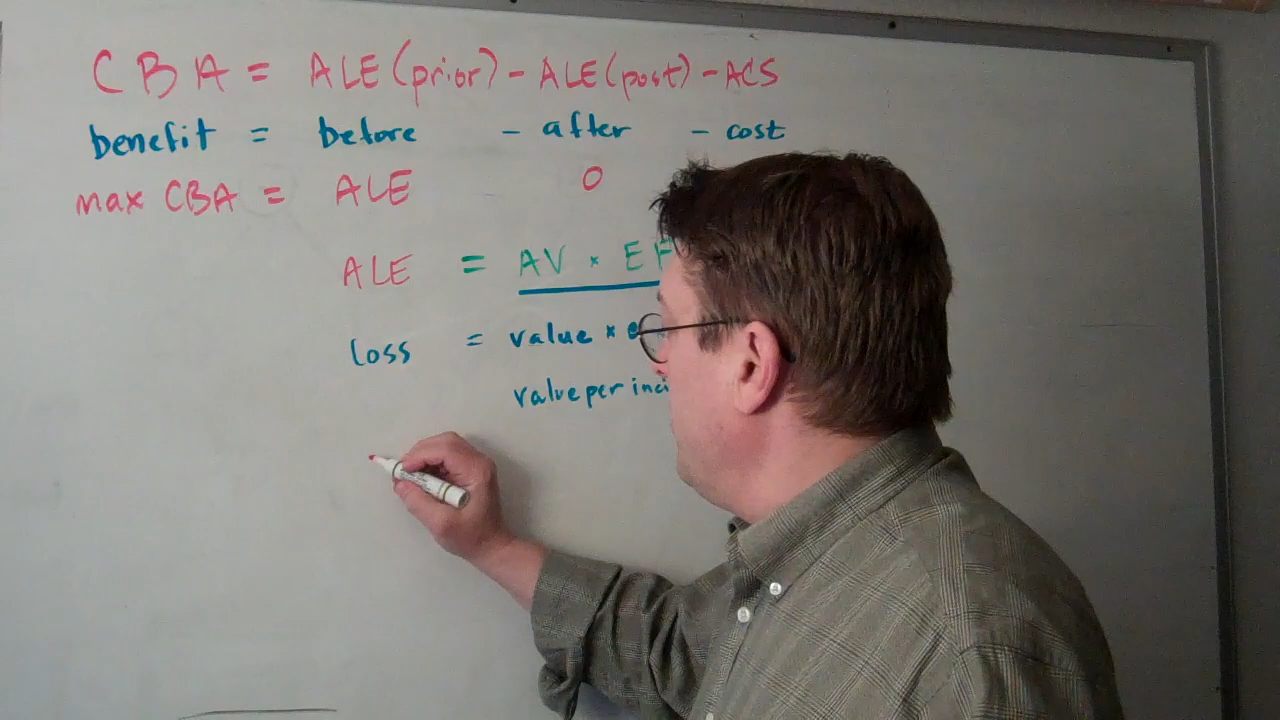 CBA = ALE(prior) - ALE(post) - ACS
benefit = before - after - cost
max CBA = ALE 0
ALE = AV × EF
loss = value ×
value per